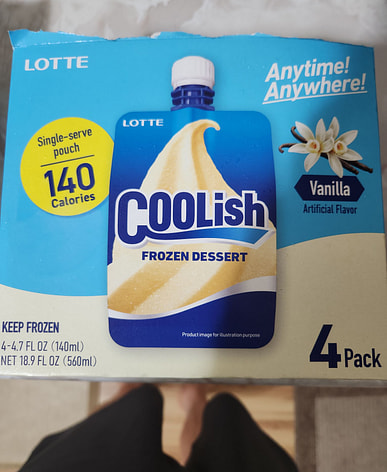 LOTTE
Anytime!
Anywhere!
Single-serve
pouch
140
Calories
LOTTE
COOLish
FROZEN DESSERT
Product image for illustration purpose
Vanilla
Artificial Flavor
KEEP FROZEN
4-4.7 FL OZ (140ml)
NET 18.9 FL OZ (560ml)
4 Pack